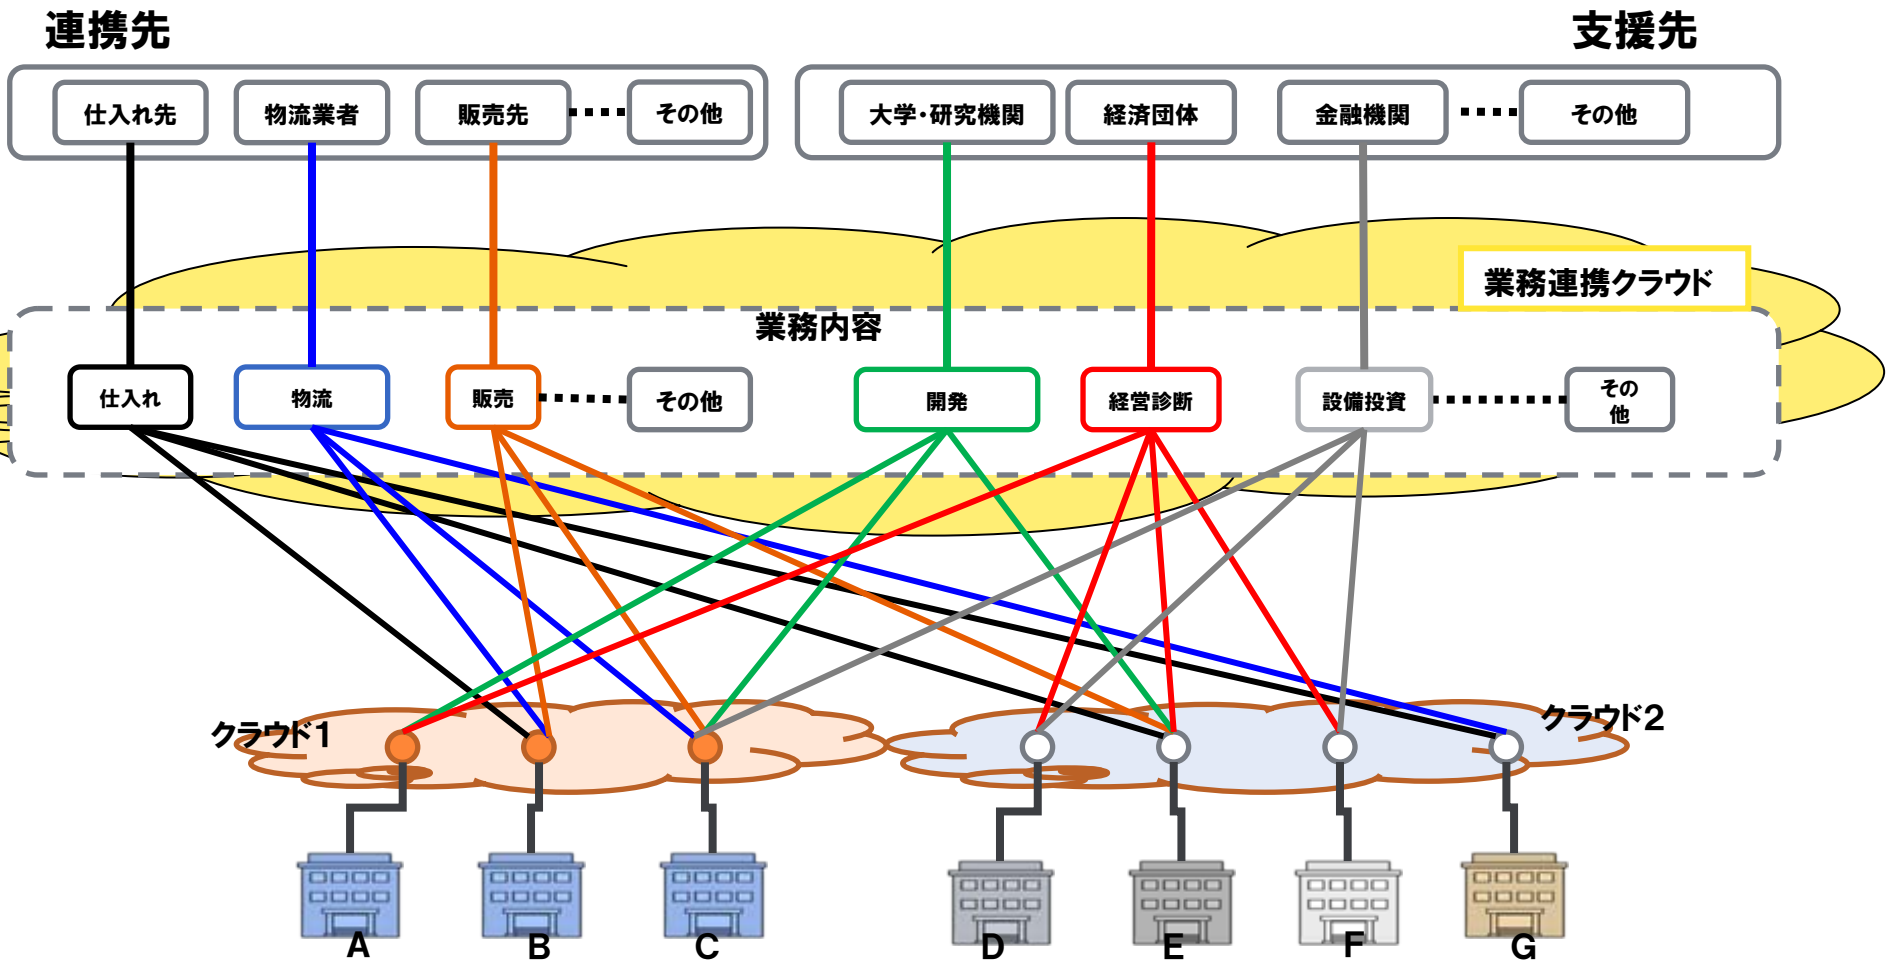 連携先
支援先
仕入れ先
物流業者
販売先
その他
大学・研究機関
経済団体
金融機関
その他
業務連携クラウド
業務内容
仕入れ
物流
販売
その他
開発
経営診断
設備投資
その
他
クラウド1
クラウド2
A
B
C
D
E
F
G